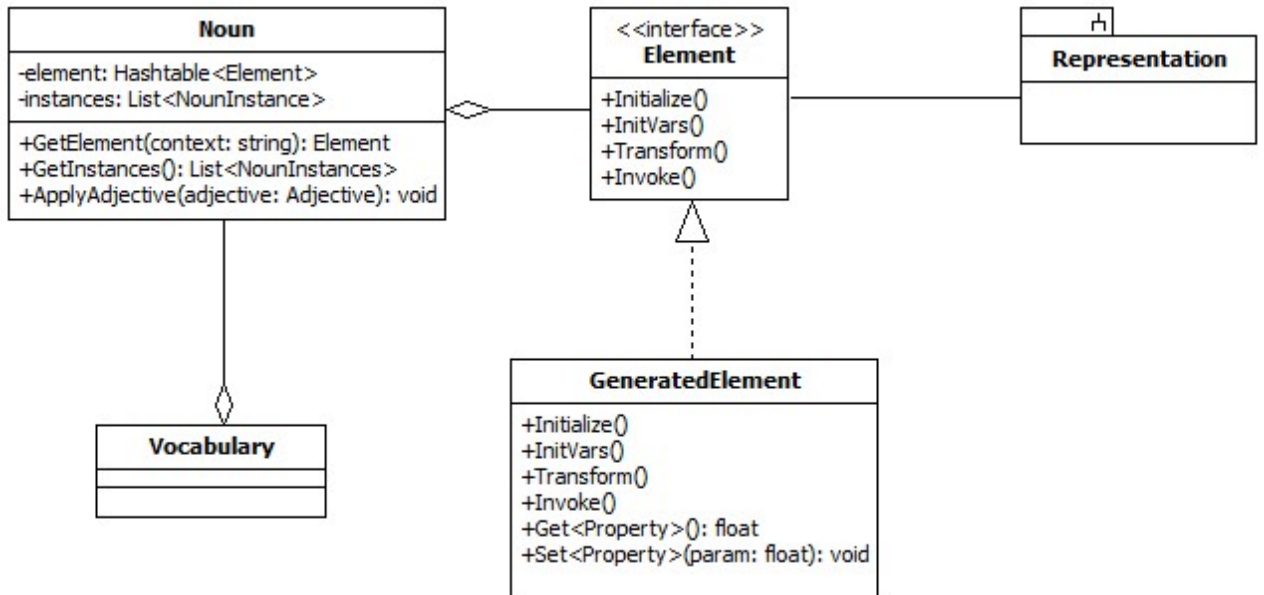 Noun
-element: Hashtable<Element>
-instances: List<NounInstance>
+GetElement(context: string): Element
+GetInstances(): List<NounInstances>
+ApplyAdjective(adjective: Adjective): void
<<interface>>
Element
+Initialize()
+InitVars()
+Transform()
+Invoke()
Representation
Vocabulary
GeneratedElement
+Initialize()
+InitVars()
+Transform()
+Invoke()
+Get<Property>(): float
+Set<Property>(param: float): void